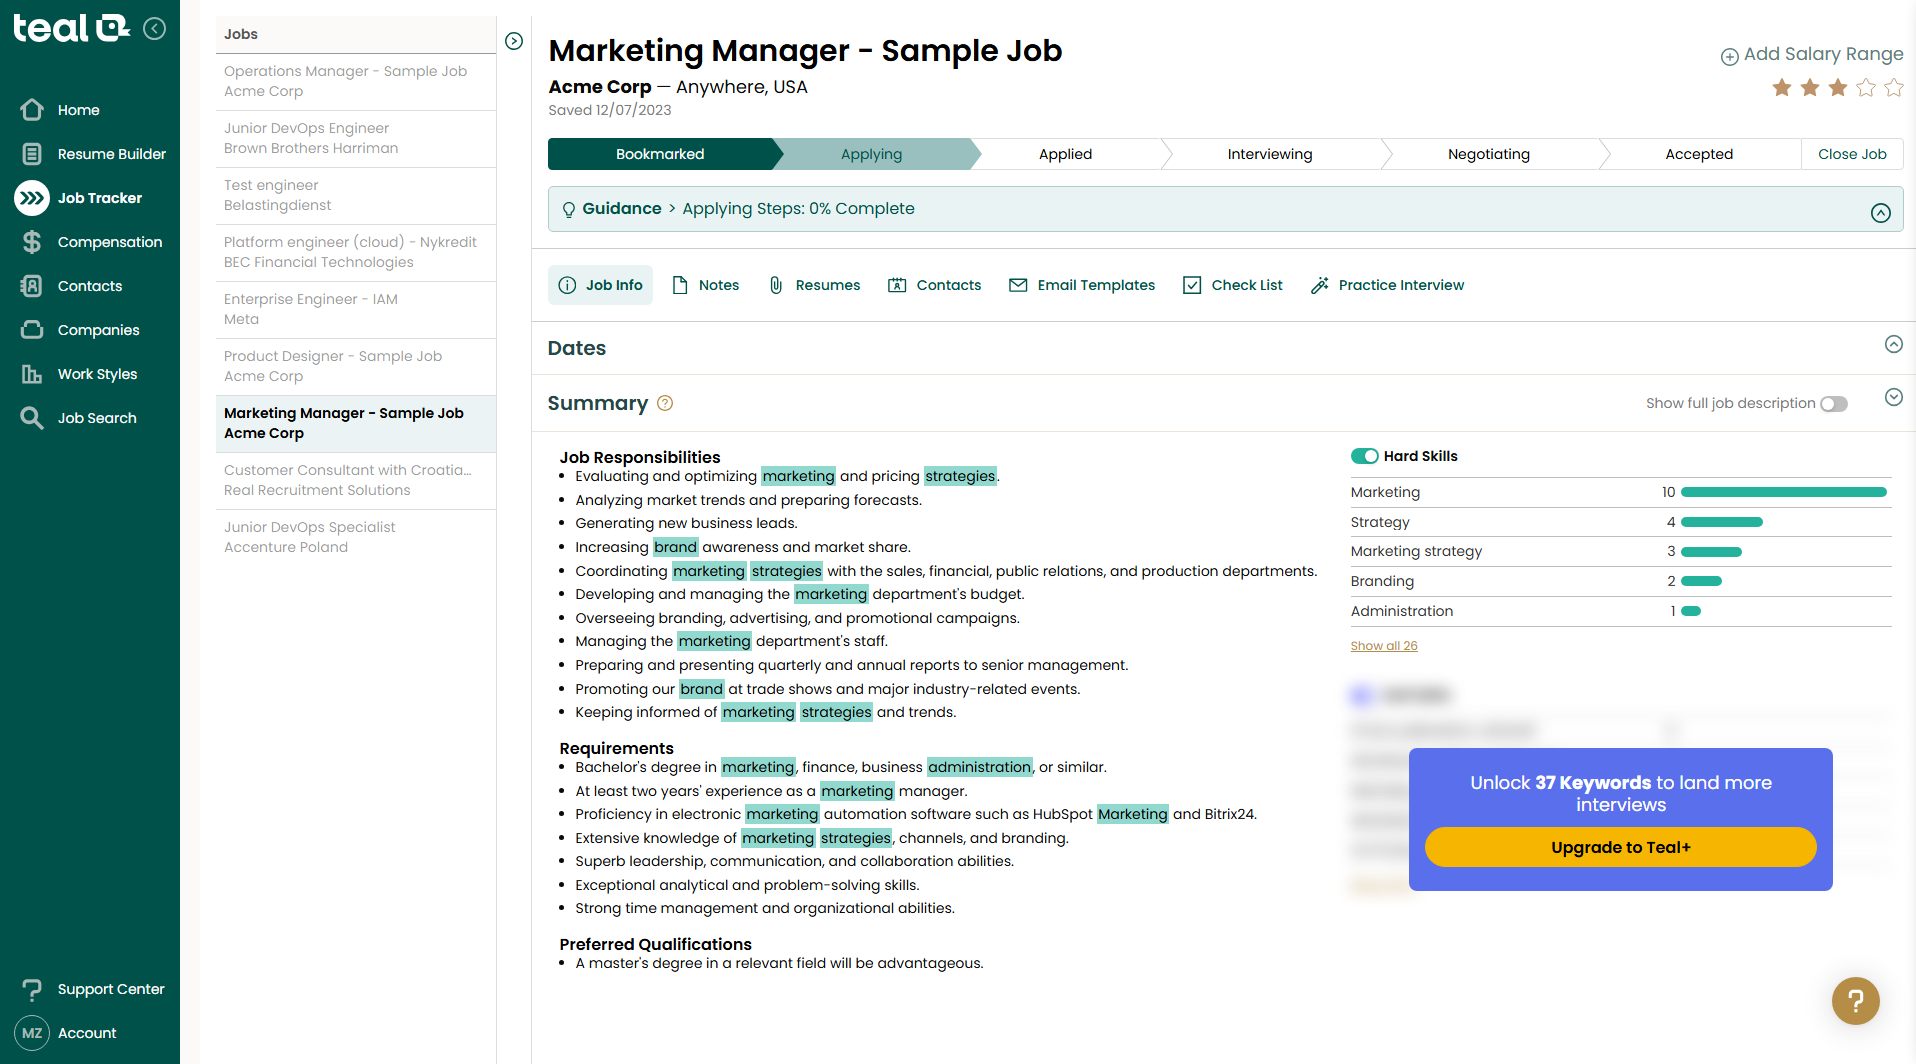 teal
Home
Resume Builder
Job Tracker
Compensation
Contacts
Companies
Work Styles
Job Search
Support Center
MZ
Account
Jobs
Operations Manager - Sample Job
Acme Corp
Junior DevOps Engineer
Brown Brothers Harriman
Test engineer
Belastingdienst
Platform engineer (cloud) - Nykredit
BEC Financial Technologies
Enterprise Engineer - IAM
Meta
Product Designer - Sample Job
Acme Corp
Marketing Manager - Sample Job
Acme Corp
Customer Consultant with Croatia...
Real Recruitment Solutions
Junior DevOps Specialist
Accenture Poland
Marketing Manager - Sample Job
Acme Corp — Anywhere, USA
Saved 12/07/2023
Add Salary Range
Bookmarked
Applying
Applied
Interviewing
Negotiating
Accepted
Close Job
Guidance > Applying Steps: 0% Complete
Job Info
Notes
Resumes
Contacts
Email Templates
Check List
Practice Interview
Dates
Summary ?
Show full job description
Job Responsibilities
• Evaluating and optimizing marketing and pricing strategies.
• Analyzing market trends and preparing forecasts.
• Generating new business leads.
• Increasing brand awareness and market share.
• Coordinating marketing strategies with the sales, financial, public relations, and production departments.
• Developing and managing the marketing department's budget.
• Overseeing branding, advertising, and promotional campaigns.
• Managing the marketing department's staff.
• Preparing and presenting quarterly and annual reports to senior management.
• Promoting our brand at trade shows and major industry-related events.
• Keeping informed of marketing strategies and trends.
Requirements
• Bachelor's degree in marketing, finance, business administration, or similar.
• At least two years' experience as a marketing manager.
• Proficiency in electronic marketing automation software such as HubSpot Marketing and Bitrix24.
• Extensive knowledge of marketing strategies, channels, and branding.
• Superb leadership, communication, and collaboration abilities.
• Exceptional analytical and problem-solving skills.
• Strong time management and organizational abilities.
Preferred Qualifications
• A master's degree in a relevant field will be advantageous.
Hard Skills
Marketing 10
Strategy 4
Marketing strategy 3
Branding 2
Administration 1
Show all 26
Unlock 37 Keywords to land more
interviews
Upgrade to Teal+
?